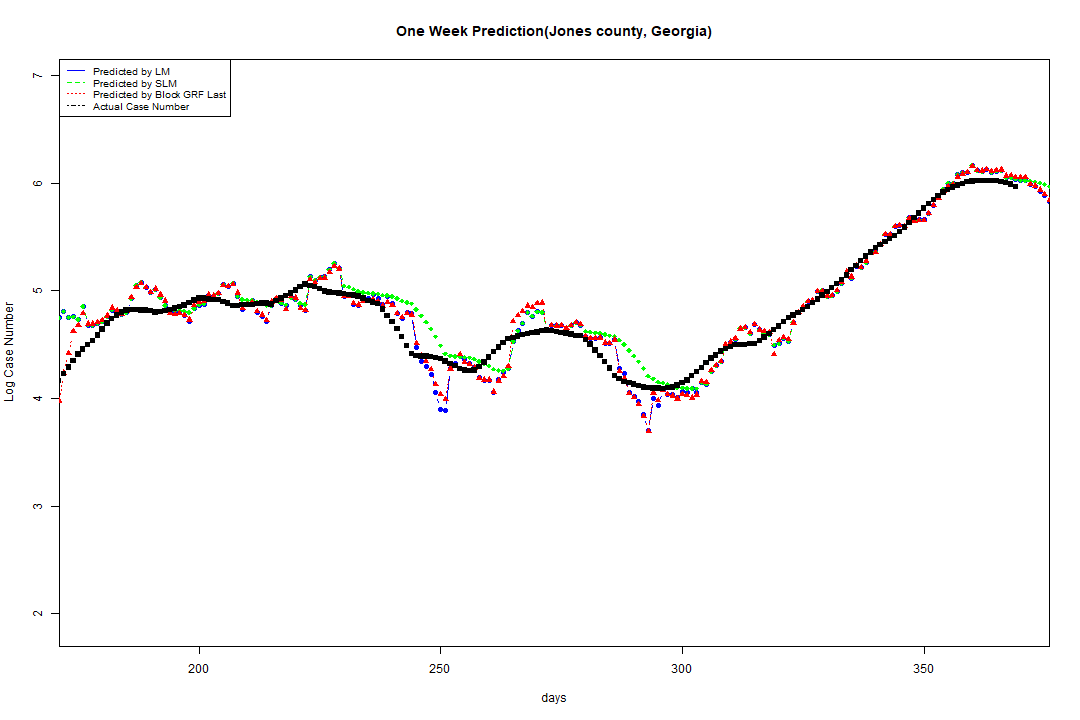 One Week Prediction(Jones county, Georgia)
Predicted by LM
Predicted by SLM
Predicted by Block GRF Last
Actual Case Number
7
6
5
4
3
2
Log Case Number
200
250
300
350
days